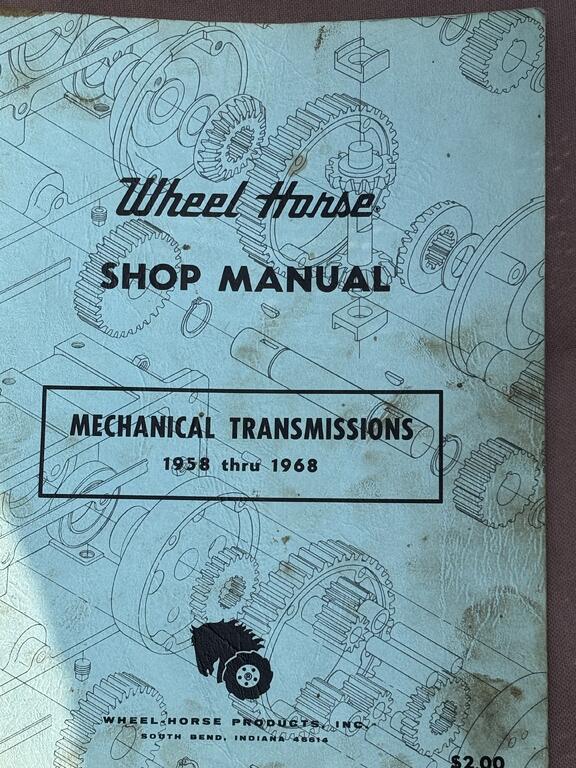 Wheel Horse
SHOP MANUAL
MECHANICAL TRANSMISSIONS
1958 thru 1968
WHEEL-HORSE PRODUCTS, INC.
SOUTH BEND, INDIANA 46614
$2.00